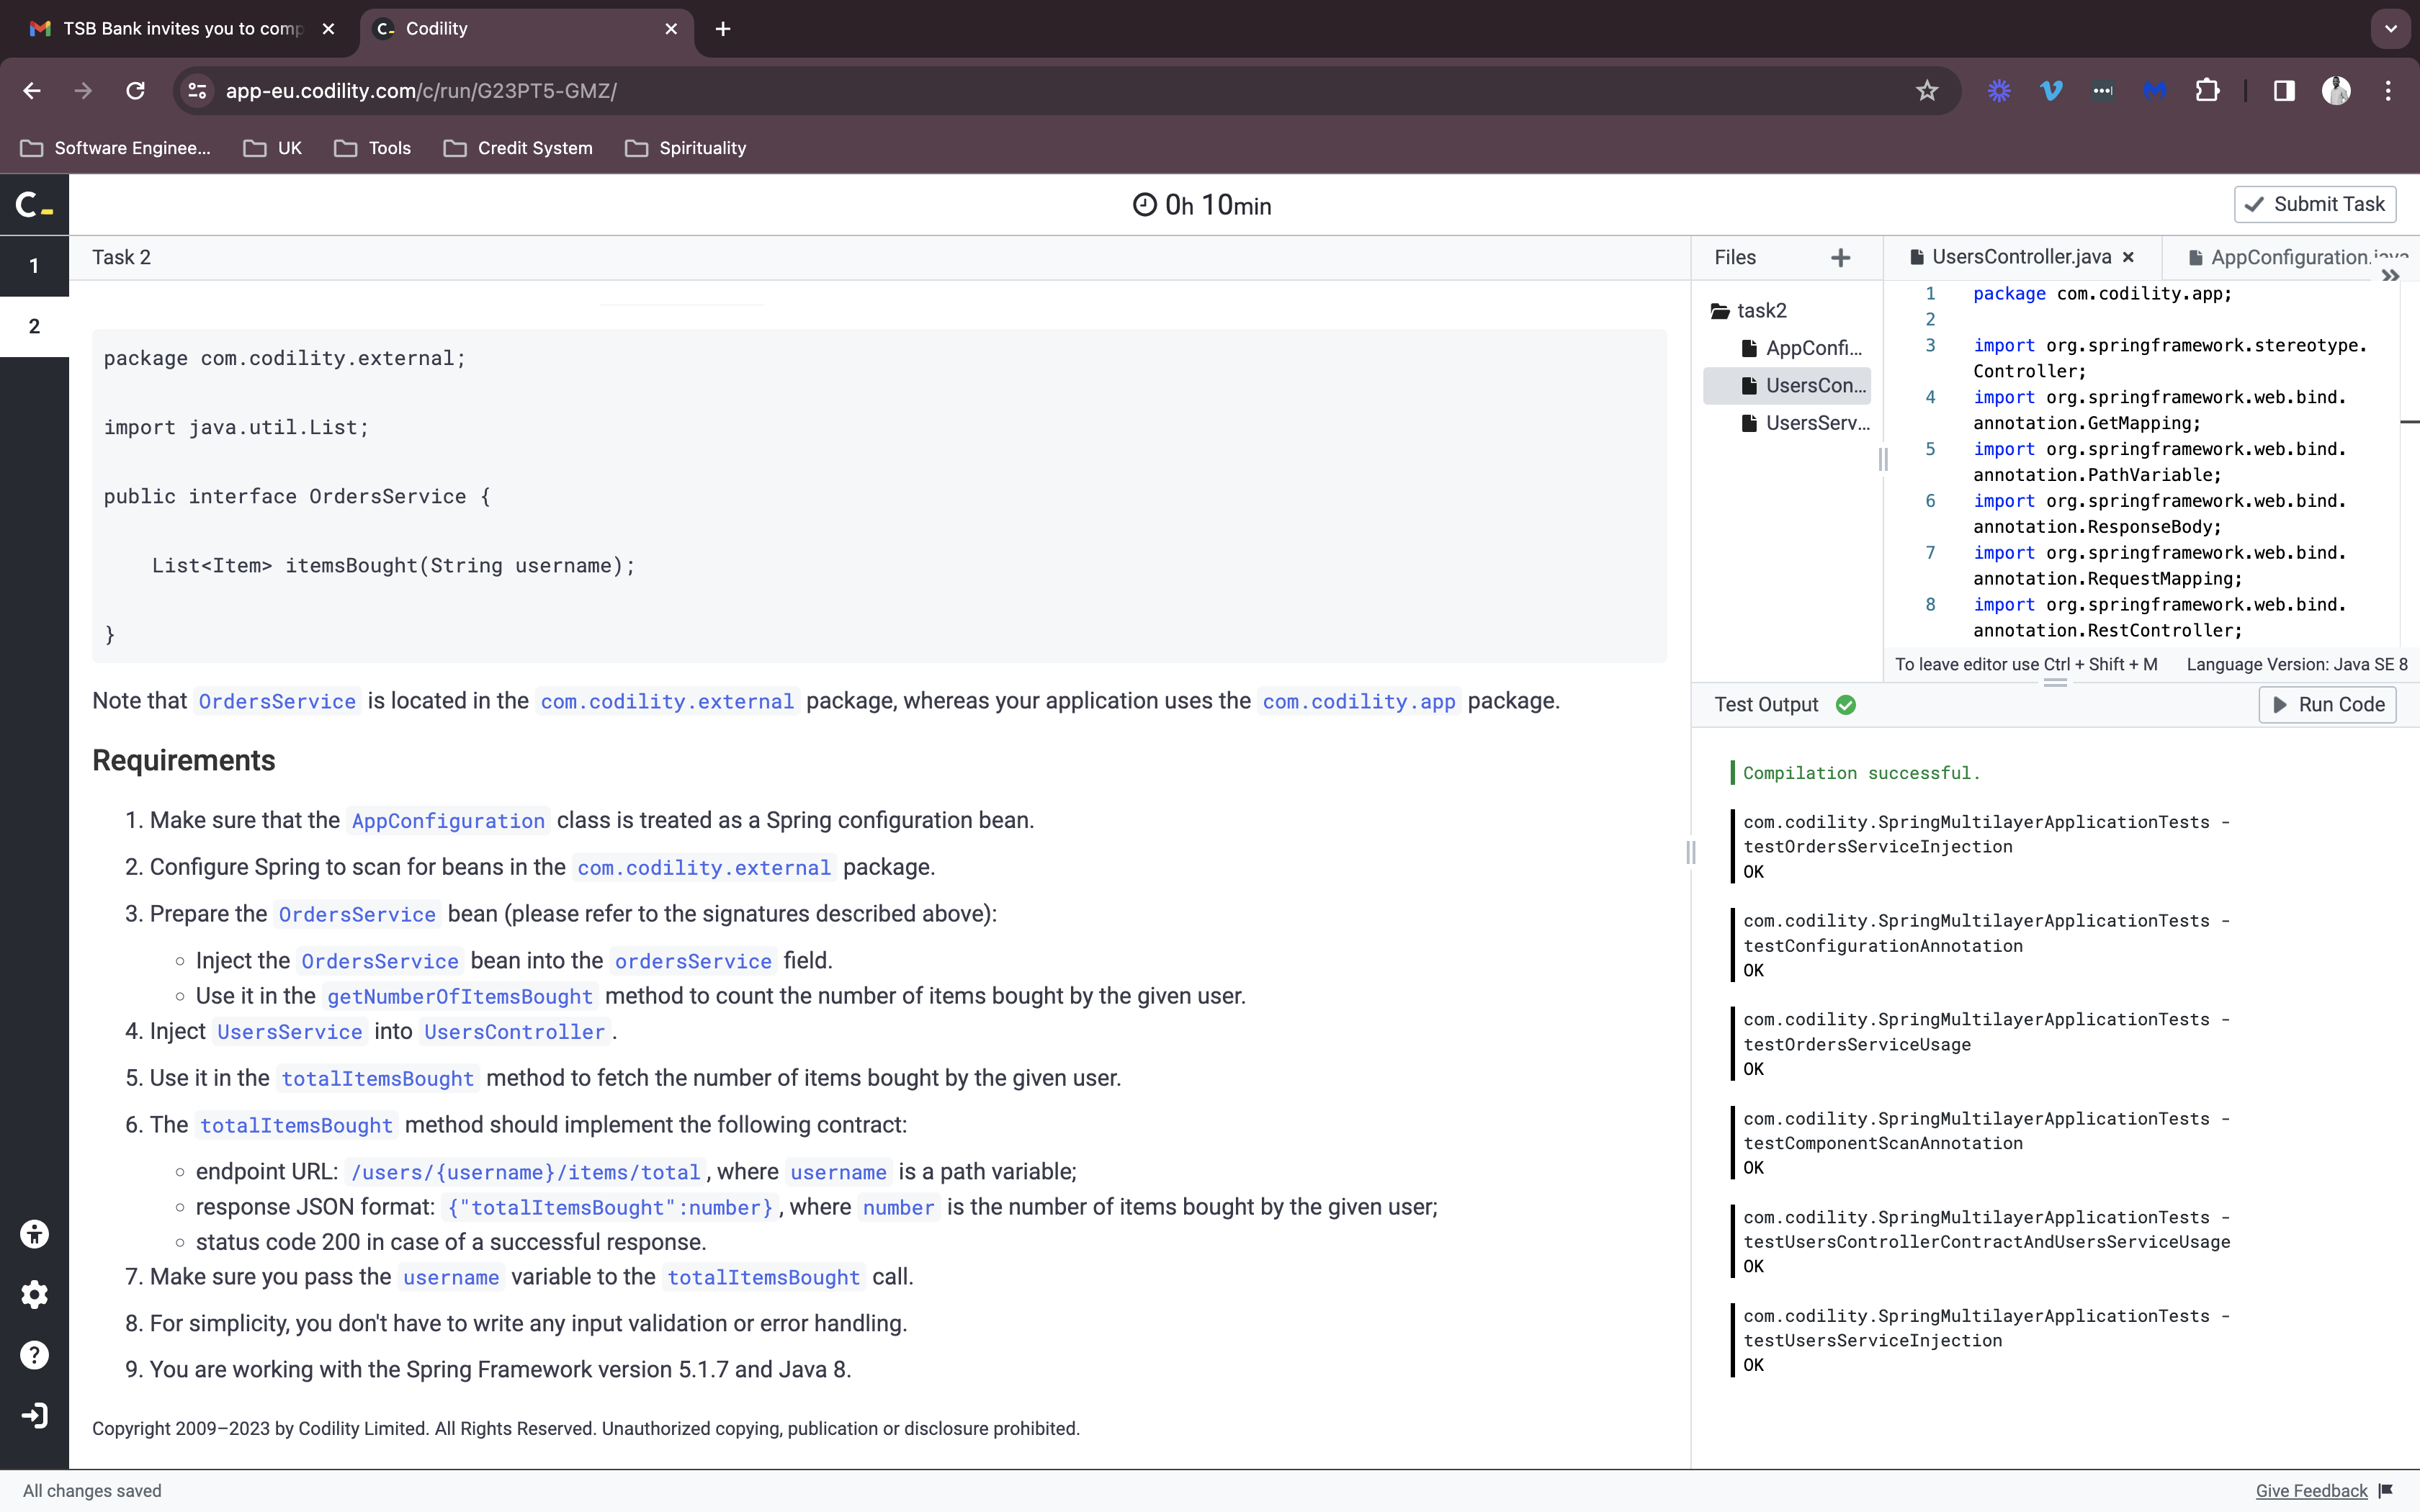 TSB Bank invites you to comp
Codility
app-eu.codility.com/c/run/G23PT5-GMZ/
Software Enginee...
UK
Tools
Credit System
Spirituality
C_
0h 10min
Submit Task
1
2
Task 2
package com.codility.external;
import java.util.List;
public interface OrdersService {
List<Item> itemsBought(String username);
}
Note that OrdersService is located in the com.codility.external package, whereas your application uses the com.codility.app package.
Requirements
1. Make sure that the AppConfiguration class is treated as a Spring configuration bean.
2. Configure Spring to scan for beans in the com.codility.external package.
3. Prepare the OrdersService bean (please refer to the signatures described above):
○ Inject the OrdersService bean into the ordersService field.
○ Use it in the getNumberOfItemsBought method to count the number of items bought by the given user.
4. Inject UsersService into UsersController.
5. Use it in the totalItemsBought method to fetch the number of items bought by the given user.
6. The totalItemsBought method should implement the following contract:
○ endpoint URL: /users/{username}/items/total, where username is a path variable;
○ response JSON format: {"totalItemsBought":number}, where number is the number of items bought by the given user;
○ status code 200 in case of a successful response.
7. Make sure you pass the username variable to the totalItemsBought call.
8. For simplicity, you don't have to write any input validation or error handling.
9. You are working with the Spring Framework version 5.1.7 and Java 8.
Copyright 2009–2023 by Codility Limited. All Rights Reserved. Unauthorized copying, publication or disclosure prohibited.
Files
task2
AppConfi...
UsersCon...
UsersServ...
UsersController.java
AppConfiguration.java
1 package com.codility.app;
2
3 import org.springframework.stereotype.
Controller;
4 import org.springframework.web.bind.
annotation.GetMapping;
5 import org.springframework.web.bind.
annotation.PathVariable;
6 import org.springframework.web.bind.
annotation.ResponseBody;
7 import org.springframework.web.bind.
annotation.RequestMapping;
8 import org.springframework.web.bind.
annotation.RestController;
To leave editor use Ctrl + Shift + M
Language Version: Java SE 8
Test Output
Run Code
Compilation successful.
com.codility.SpringMultilayerApplicationTests -
testOrdersServiceInjection
OK
com.codility.SpringMultilayerApplicationTests -
testConfigurationAnnotation
OK
com.codility.SpringMultilayerApplicationTests -
testOrdersServiceUsage
OK
com.codility.SpringMultilayerApplicationTests -
testComponentScanAnnotation
OK
com.codility.SpringMultilayerApplicationTests -
testUsersControllerContractAndUsersServiceUsage
OK
com.codility.SpringMultilayerApplicationTests -
testUsersServiceInjection
OK
All changes saved
Give Feedback